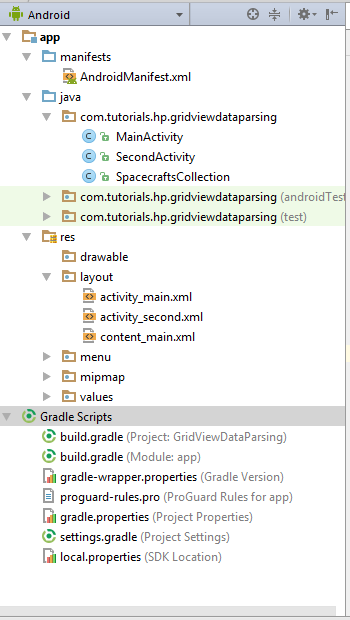 Android
app
manifests
AndroidManifest.xml
java
com.tutorials.hp.gridviewdataparsing
C MainActivity
C SecondActivity
C SpacecraftsCollection
com.tutorials.hp.gridviewdataparsing (androidTest
com.tutorials.hp.gridviewdataparsing (test)
res
drawable
layout
activity_main.xml
activity_second.xml
content_main.xml
menu
mipmap
values
Gradle Scripts
build.gradle (Project: GridViewDataParsing)
build.gradle (Module: app)
gradle-wrapper.properties (Gradle Version)
proguard-rules.pro (ProGuard Rules for app)
gradle.properties (Project Properties)
settings.gradle (Project Settings)
local.properties (SDK Location)